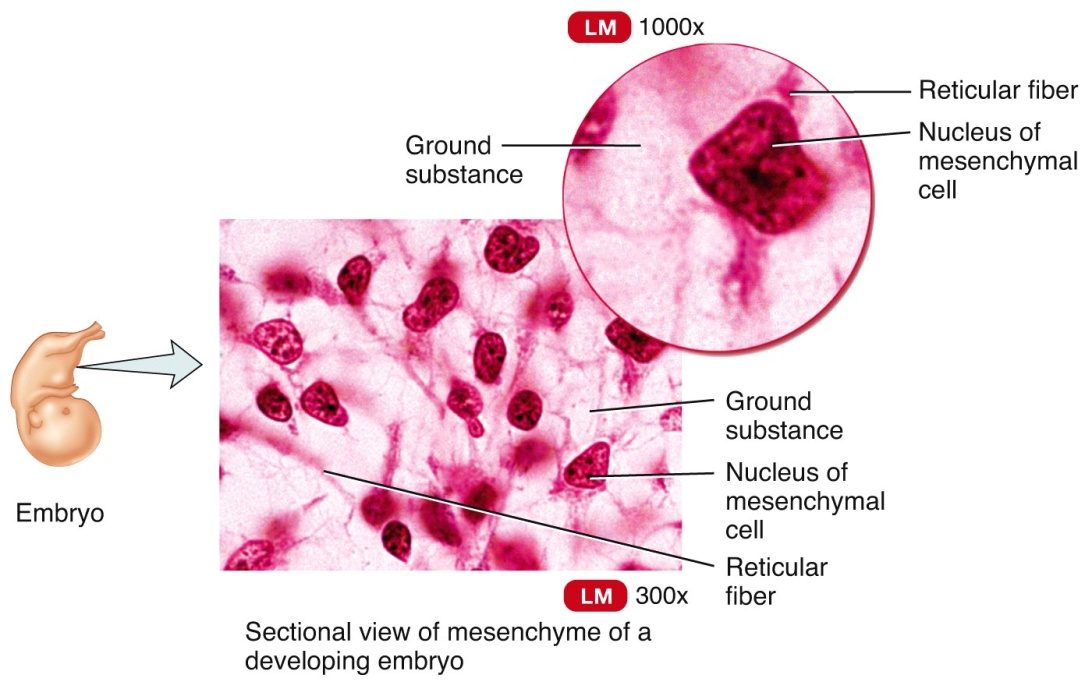 LM 1000x
Reticular fiber
Nucleus of
mesenchymal
cell
Ground
substance
Ground
substance
Nucleus of
mesenchymal
cell
Reticular
fiber
Embryo
LM 300x
Sectional view of mesenchyme of a
developing embryo